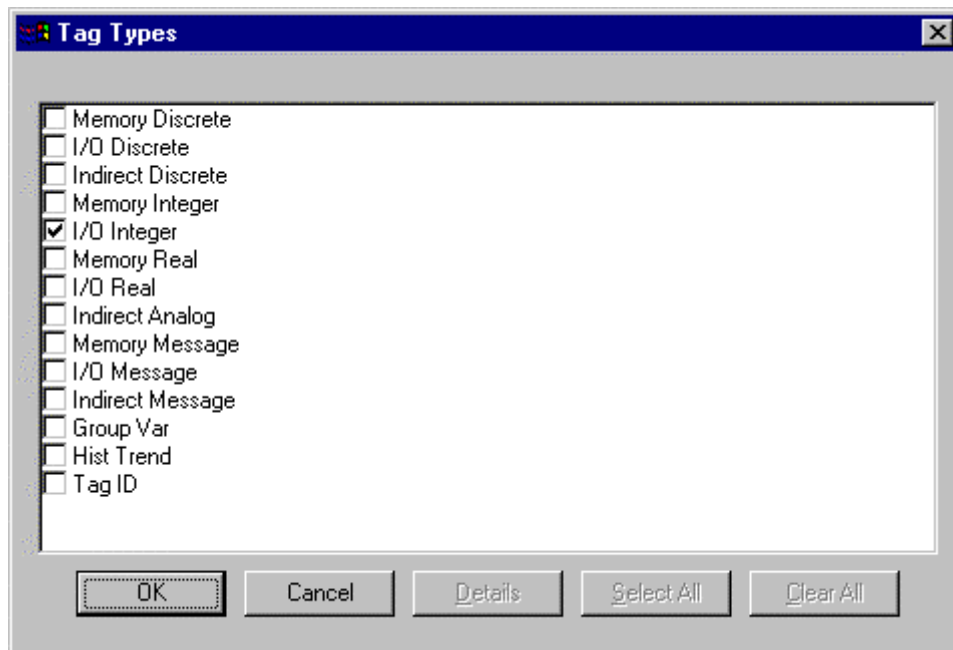 Tag Types
Memory Discrete
I/O Discrete
Indirect Discrete
Memory Integer
I/O Integer
Memory Real
I/O Real
Indirect Analog
Memory Message
I/O Message
Indirect Message
Group Var
Hist Trend
Tag ID
OK Cancel Details Select All Clear All